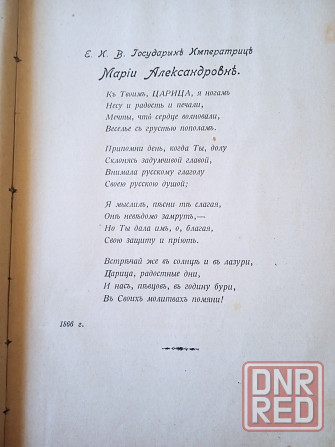 Е. И. В. Государынѣ Императрицѣ
Маріи Александровнѣ.
Къ Твоимъ, ЦАРИЦА, я ногамъ
Несу и радость и печали,
Мечты, что́ сердце волновали,
Веселье съ грустью пополамъ.
Припомни день, когда Ты, долу
Склонясь задумчивой главой,
Внимала русскому глаголу
Своею русскою душой;
Я мыслилъ, пѣсни тѣ слагая,
Онѣ невѣдомо замрутъ,—
Но Ты дала имъ, о, благая,
Свою защиту и пріютъ.
Встрѣчай же въ солнцѣ и въ лазури,
Царица, радостные дни,
И насъ, пѣвцовъ, въ годину бури,
Въ Своихъ молитвахъ помяни!
1866 г.
DNR
RED